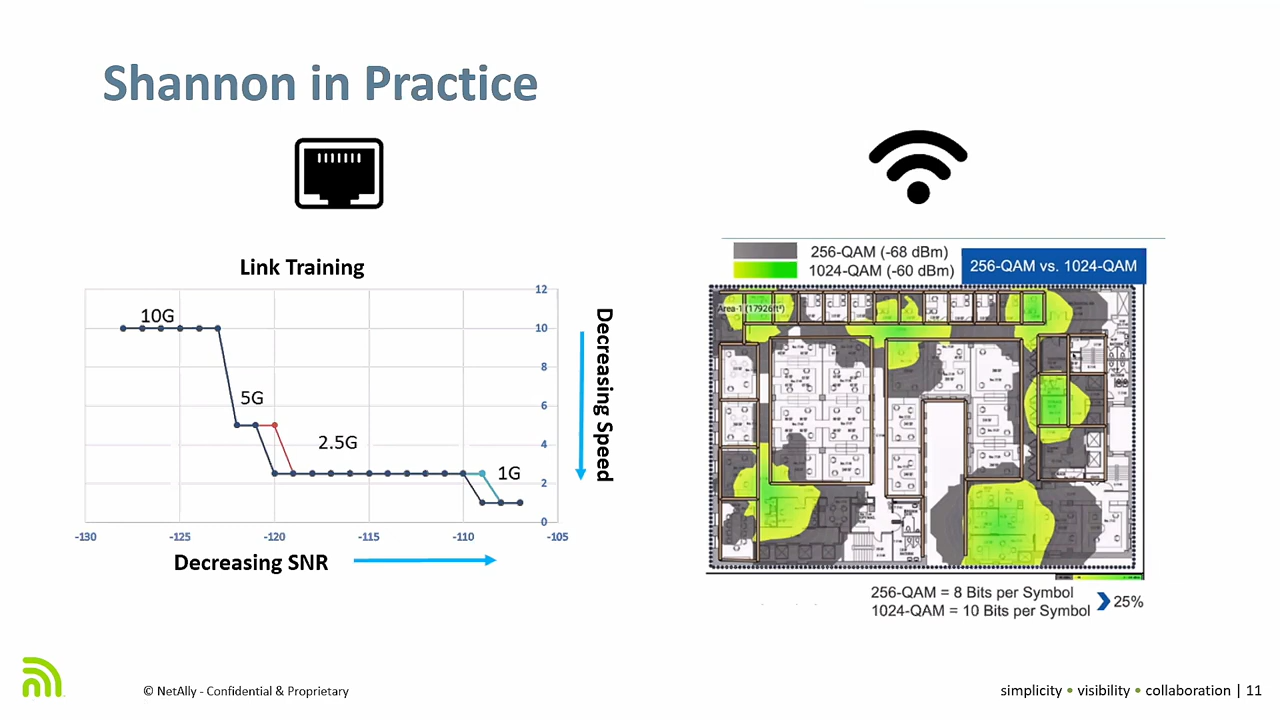 Shannon in Practice
Link Training
12
10
8
6
4
2
0
10G
5G
2.5G
1G
-130
-125
-120
-115
-110
-105
Decreasing SNR
Decreasing Speed
256-QAM (-68 dBm)
1024-QAM (-60 dBm)
256-QAM vs. 1024-QAM
Area-1 (17926ft²)
256-QAM = 8 Bits per Symbol
1024-QAM = 10 Bits per Symbol
25%
© NetAlly - Confidential & Proprietary
simplicity • visibility • collaboration | 11